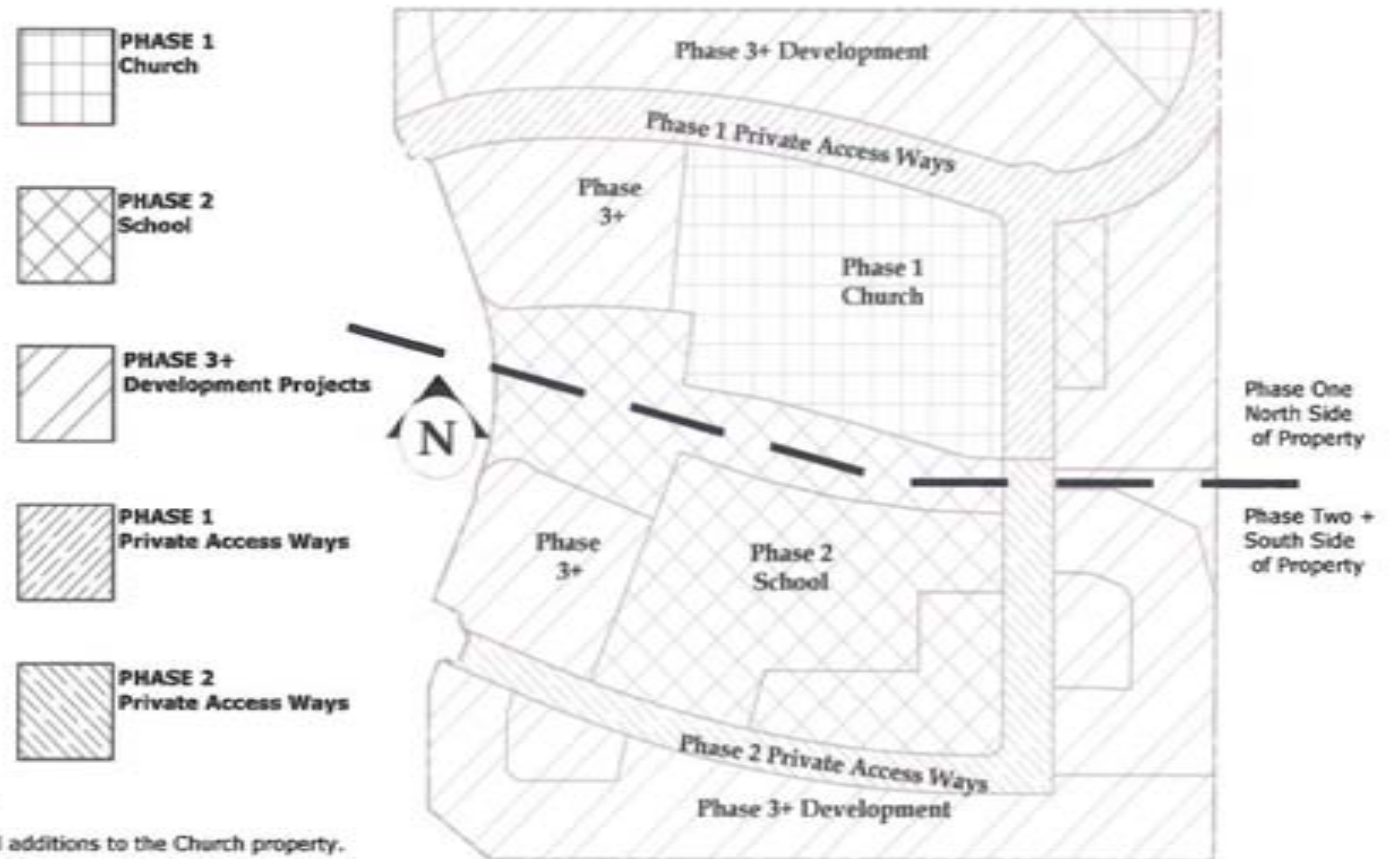 PHASE 1
Church
PHASE 2
School
PHASE 3+
Development Projects
PHASE 1
Private Access Ways
PHASE 2
Private Access Ways
additions to the Church property.
Phase 3+ Development
Phase 1 Private Access Ways
Phase
3+
Phase 1
Church
N
Phase One
North Side
of Property
Phase Two +
South Side
of Property
Phase
3+
Phase 2
School
Phase 2 Private Access Ways
Phase 3+ Development